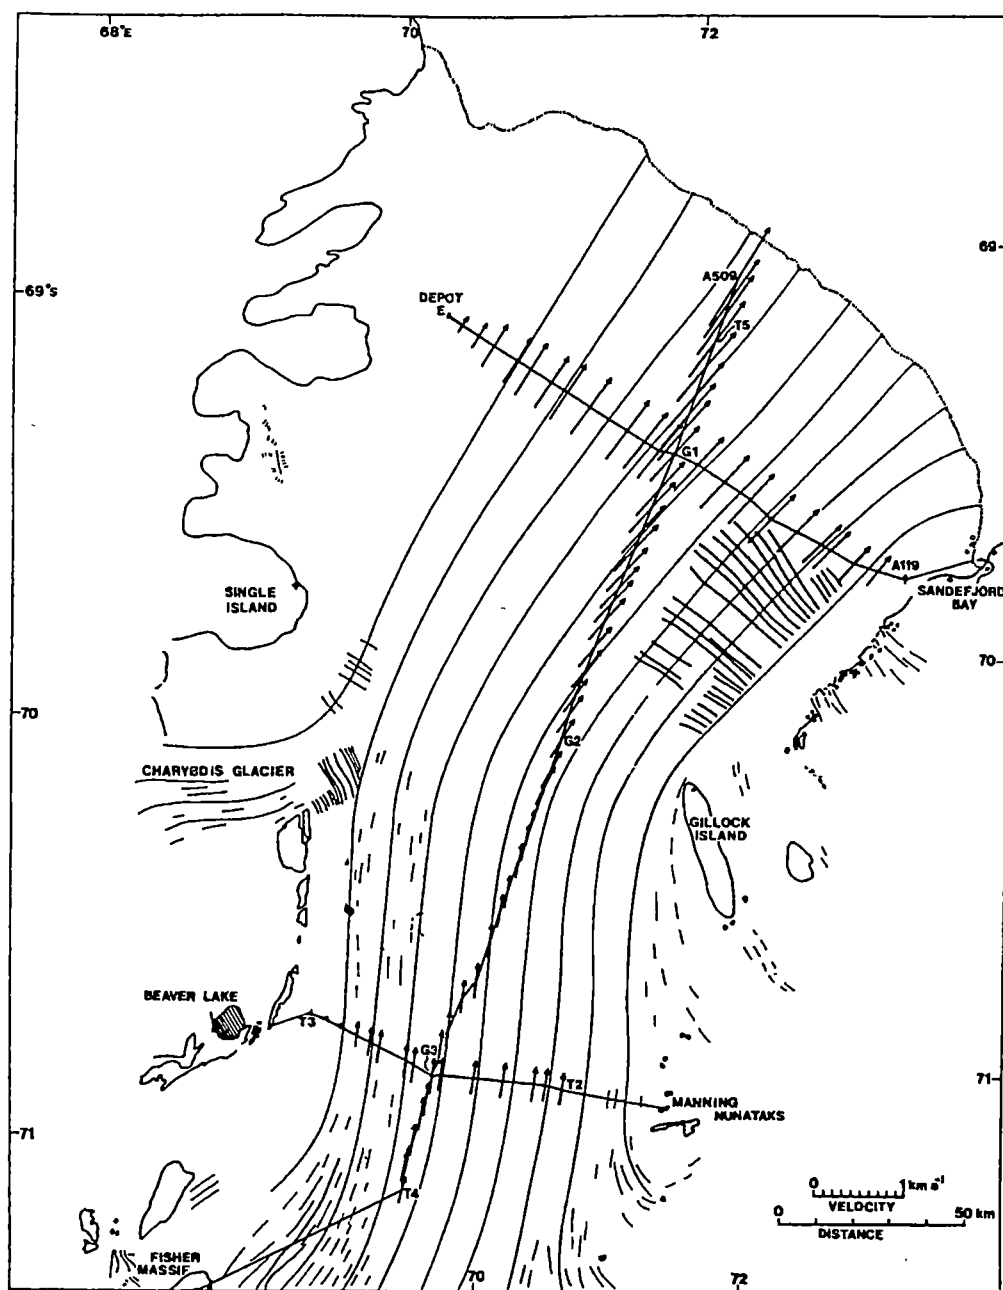 68°E
70
72
69
A509
69°S
DEPOT
E
T5
G1
A119
SANDEFJORD
BAY
SINGLE
ISLAND
70
70
G2
CHARYBDIS GLACIER
GILLOCK
ISLAND
BEAVER LAKE
T3
G3
T2
71
MANNING
NUNATAKS
71
T4
0 1 km a⁻¹
VELOCITY
0 50 km
DISTANCE
FISHER
MASSIF
70
72